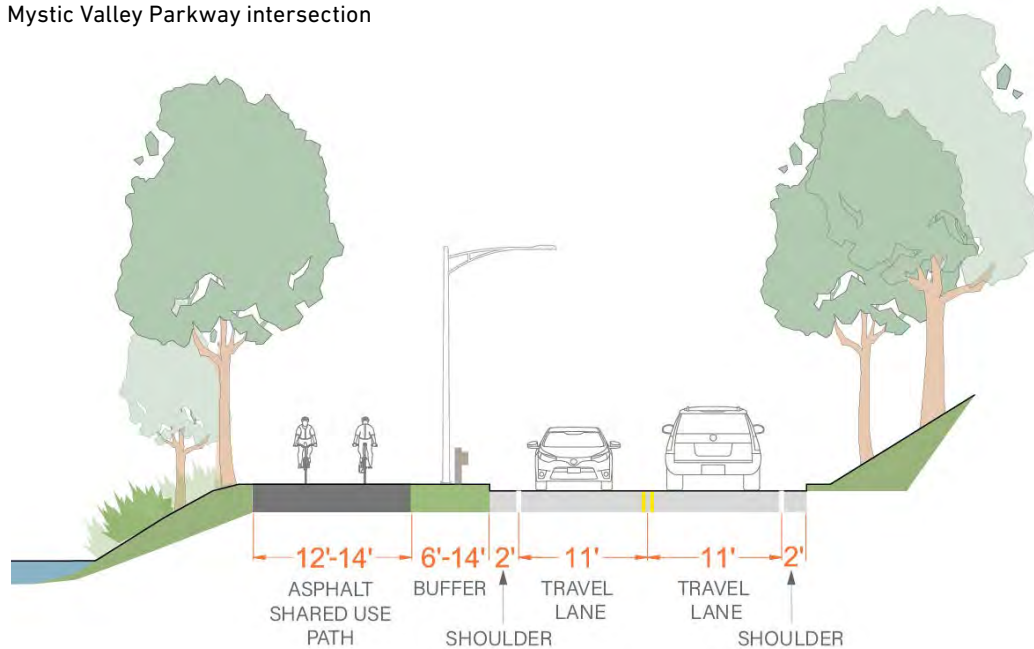 Mystic Valley Parkway intersection
12'-14' 6'-14' 2' 11' 11' 2'
ASPHALT
SHARED USE
PATH
BUFFER
SHOULDER
TRAVEL
LANE
TRAVEL
LANE
SHOULDER